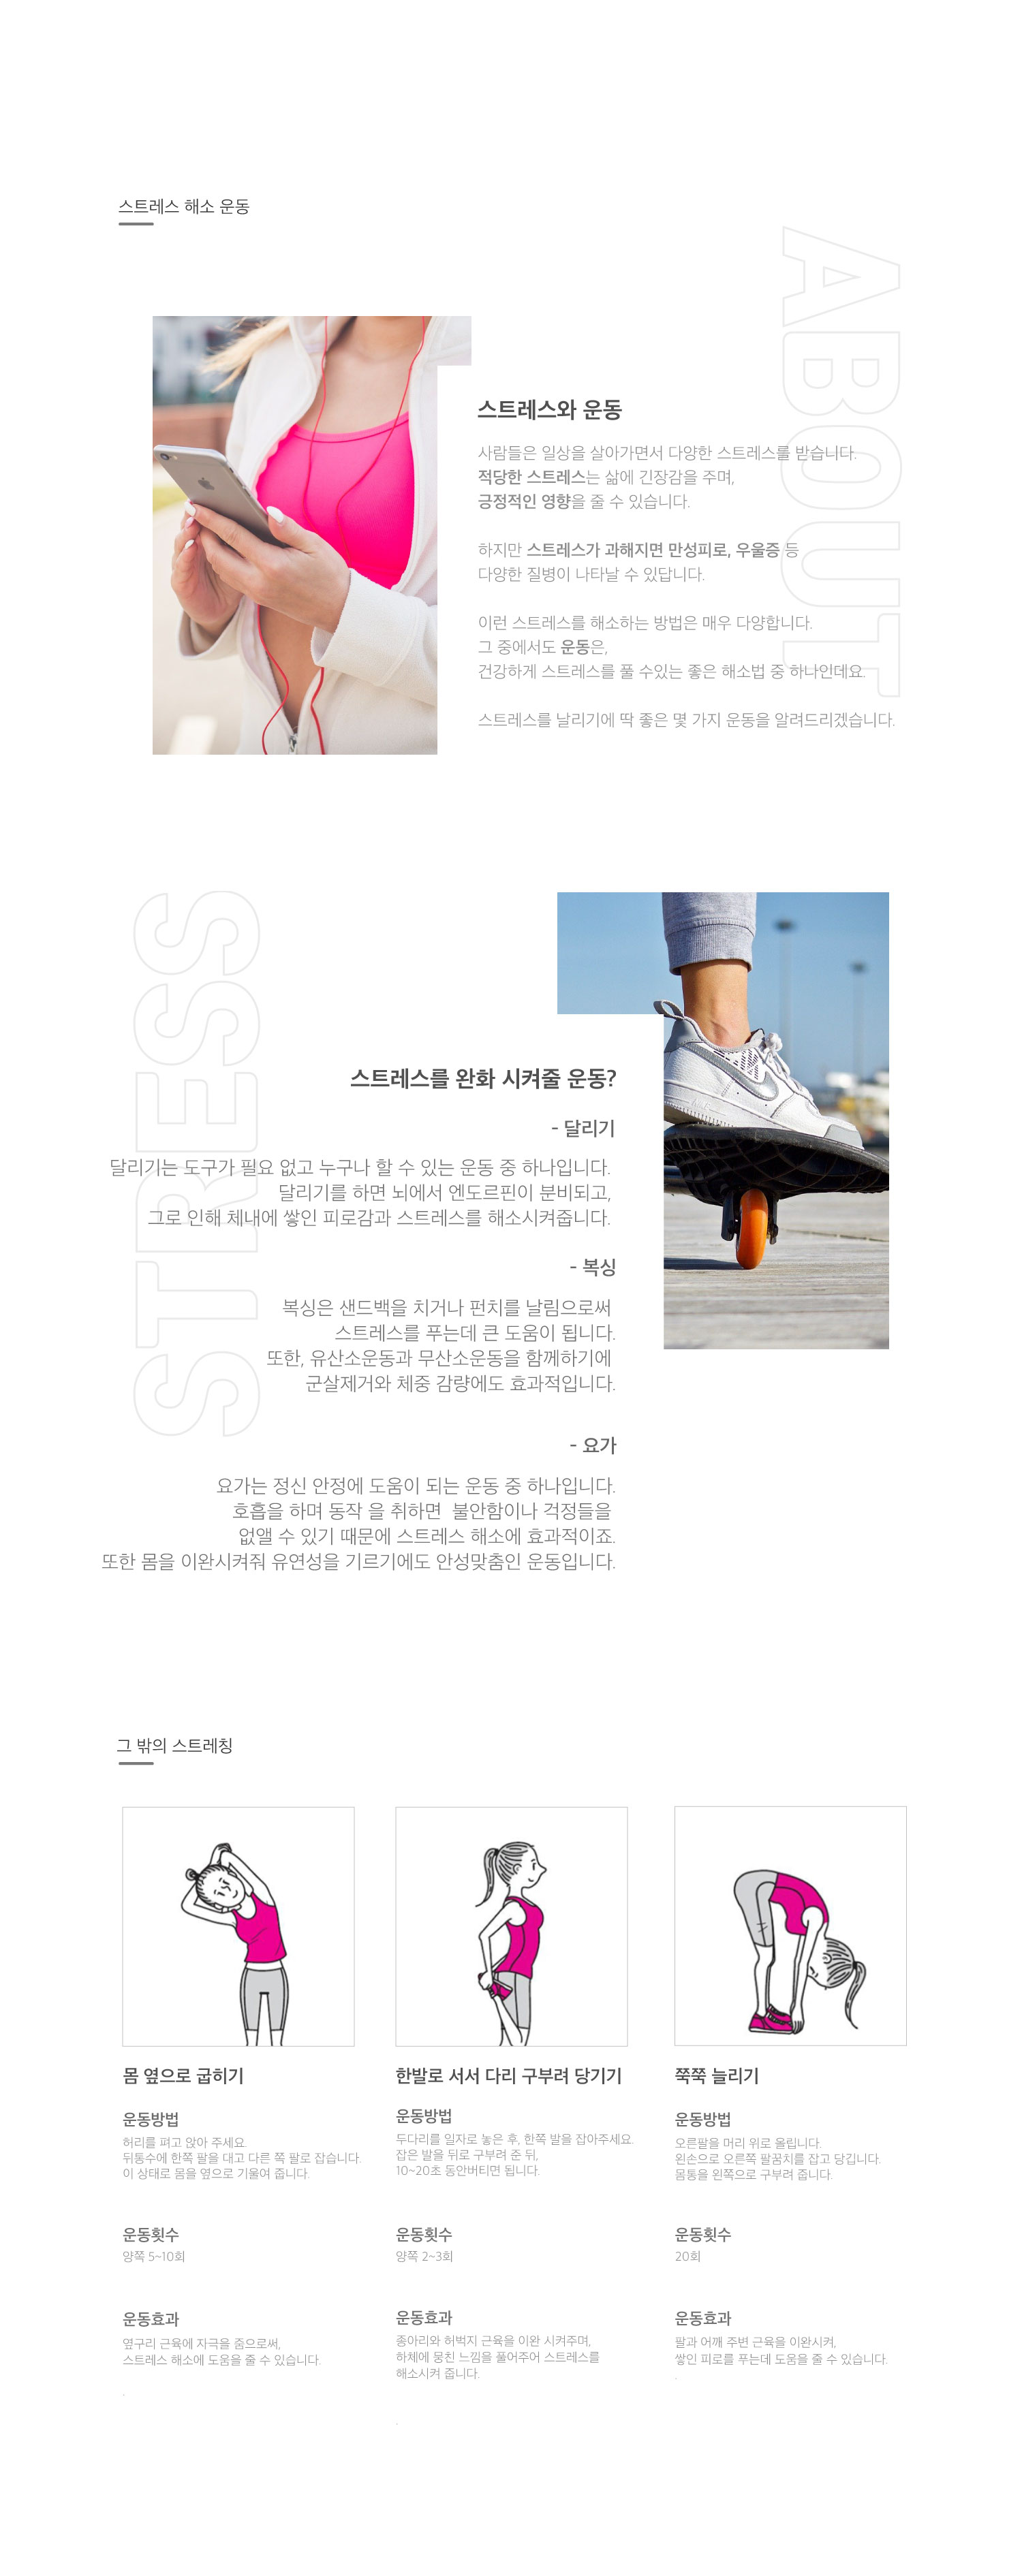 스트레스 해소 운동
ABOUT
스트레스와 운동
사람들은 일상을 살아가면서 다양한 스트레스를 받습니다.
적당한 스트레스는 삶에 긴장감을 주며,
긍정적인 영향을 줄 수 있습니다.
하지만 스트레스가 과해지면 만성피로, 우울증 등
다양한 질병이 나타날 수 있답니다.
이런 스트레스를 해소하는 방법은 매우 다양합니다.
그 중에서도 운동은,
건강하게 스트레스를 풀 수있는 좋은 해소법 중 하나인데요.
스트레스를 날리기에 딱 좋은 몇 가지 운동을 알려드리겠습니다.
STRESS
스트레스를 완화 시켜줄 운동?
- 달리기
달리기는 도구가 필요 없고 누구나 할 수 있는 운동 중 하나입니다.
달리기를 하면 뇌에서 엔도르핀이 분비되고,
그로 인해 체내에 쌓인 피로감과 스트레스를 해소시켜줍니다.
- 복싱
복싱은 샌드백을 치거나 펀치를 날림으로써
스트레스를 푸는데 큰 도움이 됩니다.
또한, 유산소운동과 무산소운동을 함께하기에
군살제거와 체중 감량에도 효과적입니다.
- 요가
요가는 정신 안정에 도움이 되는 운동 중 하나입니다.
호흡을 하며 동작 을 취하면 불안함이나 걱정들을
없앨 수 있기 때문에 스트레스 해소에 효과적이죠.
또한 몸을 이완시켜줘 유연성을 기르기에도 안성맞춤인 운동입니다.
그 밖의 스트레칭
몸 옆으로 굽히기
운동방법
허리를 펴고 앉아 주세요.
뒤통수에 한쪽 팔을 대고 다른 쪽 팔로 잡습니다.
이 상태로 몸을 옆으로 기울여 줍니다.
운동횟수
양쪽 5~10회
운동효과
옆구리 근육에 자극을 줌으로써,
스트레스 해소에 도움을 줄 수 있습니다.
.
한발로 서서 다리 구부려 당기기
운동방법
두다리를 일자로 놓은 후, 한쪽 발을 잡아주세요.
잡은 발을 뒤로 구부려 준 뒤,
10~20초 동안버티면 됩니다.
운동횟수
양쪽 2~3회
운동효과
종아리와 허벅지 근육을 이완 시켜주며,
하체에 뭉친 느낌을 풀어주어 스트레스를
해소시켜 줍니다.
.
쭉쭉 늘리기
운동방법
오른팔을 머리 위로 올립니다.
왼손으로 오른쪽 팔꿈치를 잡고 당깁니다.
몸통을 왼쪽으로 구부려 줍니다.
운동횟수
20회
운동효과
팔과 어깨 주변 근육을 이완시켜,
쌓인 피로를 푸는데 도움을 줄 수 있습니다.
.